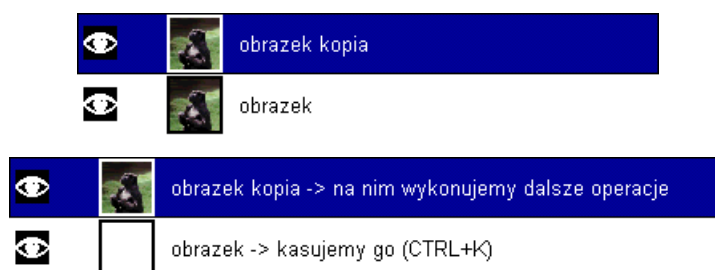 obrazek kopia
obrazek
obrazek kopia -> na nim wykonujemy dalsze operacje
obrazek -> kasujemy go (CTRL+K)